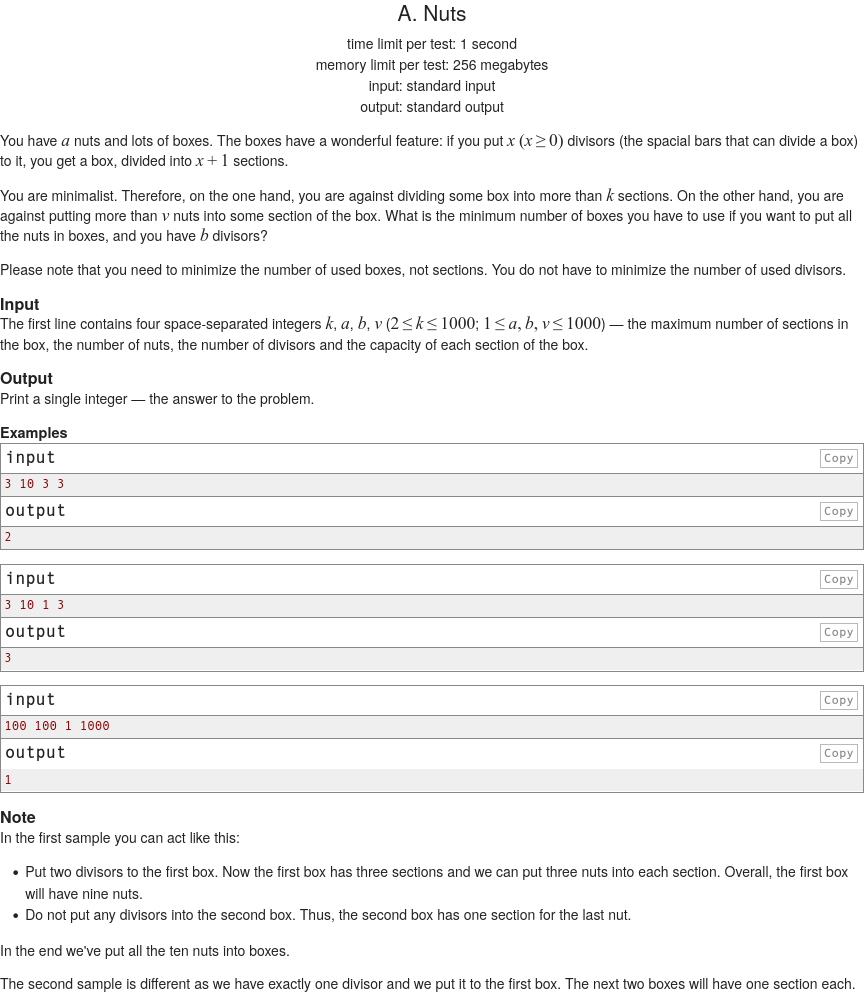 A. Nuts
time limit per test: 1 second
memory limit per test: 256 megabytes
input: standard input
output: standard output
You have a nuts and lots of boxes. The boxes have a wonderful feature: if you put x (x ≥ 0) divisors (the spacial bars that can divide a box)
to it, you get a box, divided into x + 1 sections.
You are minimalist. Therefore, on the one hand, you are against dividing some box into more than k sections. On the other hand, you are
against putting more than v nuts into some section of the box. What is the minimum number of boxes you have to use if you want to put all
the nuts in boxes, and you have b divisors?
Please note that you need to minimize the number of used boxes, not sections. You do not have to minimize the number of used divisors.
Input
The first line contains four space-separated integers k, a, b, v (2 ≤ k ≤ 1000; 1 ≤ a, b, v ≤ 1000) — the maximum number of sections in
the box, the number of nuts, the number of divisors and the capacity of each section of the box.
Output
Print a single integer — the answer to the problem.
Examples
input Copy
3 10 3 3
output Copy
2
input Copy
3 10 1 3
output Copy
3
input Copy
100 100 1 1000
output Copy
1
Note
In the first sample you can act like this:
• Put two divisors to the first box. Now the first box has three sections and we can put three nuts into each section. Overall, the first box
will have nine nuts.
• Do not put any divisors into the second box. Thus, the second box has one section for the last nut.
In the end we've put all the ten nuts into boxes.
The second sample is different as we have exactly one divisor and we put it to the first box. The next two boxes will have one section each.